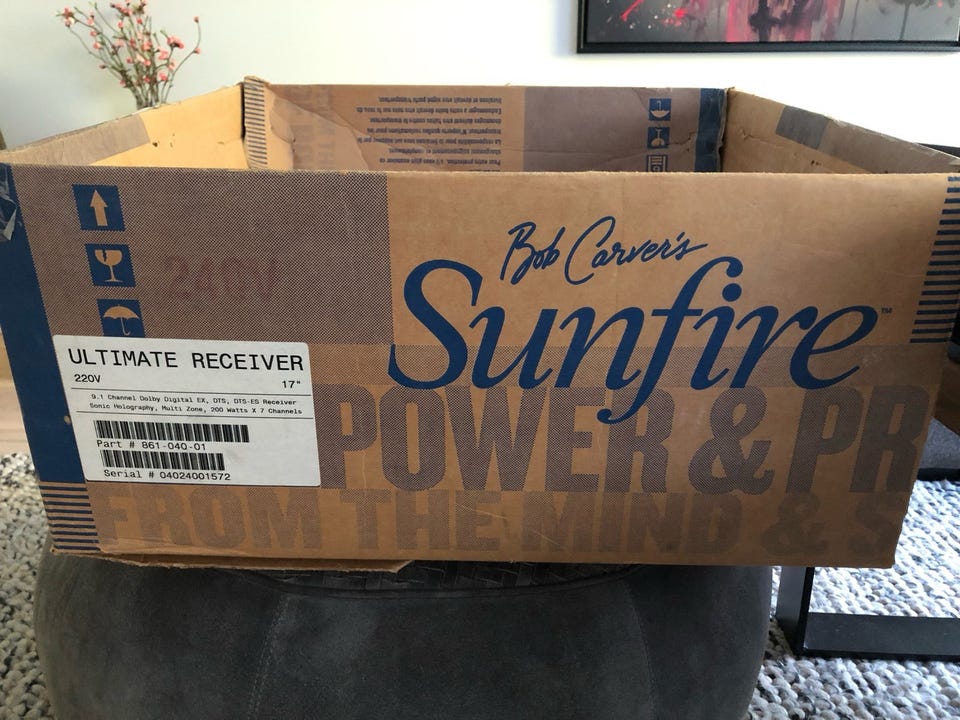 240V
Bob Carver's
Sunfire™
ULTIMATE RECEIVER
220V 17"
9.1 Channel Dolby Digital EX, DTS, DTS-ES Receiver
Sonic Holography, Multi Zone, 200 Watts X 7 Channels
Part # 861-040-01
Serial # 04024001572
POWER & PR
FROM THE MIND & S